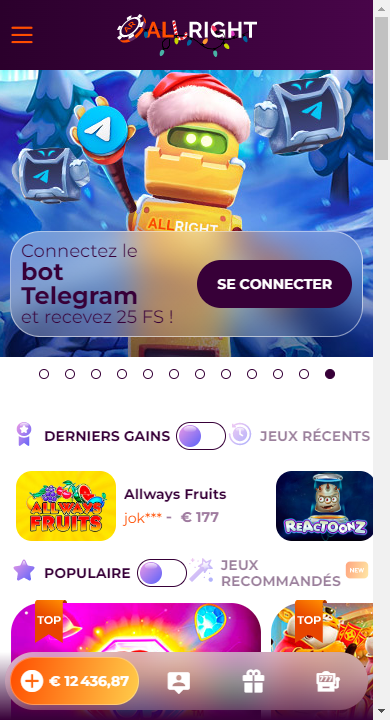 ALLRIGHT
ALLRIGHT
Connectez le
bot
Telegram
et recevez 25 FS !
SE CONNECTER
DERNIERS GAINS
JEUX RÉCENTS
ALLWAYS
FRUITS
Allways Fruits
jok*** - € 177
REACTOONZ
POPULAIRE
JEUX
RECOMMANDÉS
NEW
TOP
TOP
€ 12 436,87
777